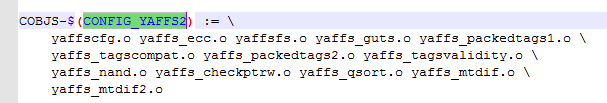 COBJS-$(CONFIG_YAFFS2) := \
yaffscfg.o yaffs_ecc.o yaffsfs.o yaffs_guts.o yaffs_packedtags1.o \
yaffs_tagscompat.o yaffs_packedtags2.o yaffs_tagsvalidity.o \
yaffs_nand.o yaffs_checkptrw.o yaffs_qsort.o yaffs_mtdif.o \
yaffs_mtdif2.o